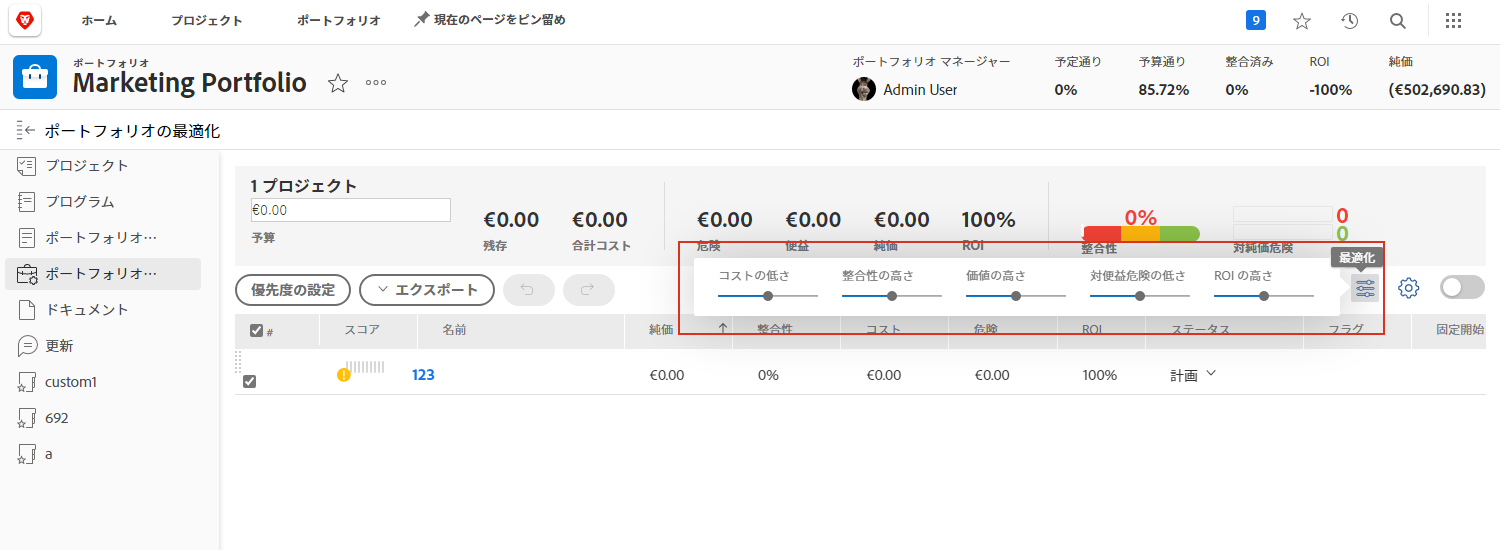 ホーム プロジェクト ポートフォリオ 現在のページをピン留め 9
ポートフォリオ
Marketing Portfolio
ポートフォリオ マネージャー 予定通り 予算通り 整合済み ROI 純価
Admin User 0% 85.72% 0% -100% (€502,690.83)
ポートフォリオの最適化
プロジェクト
プログラム
ポートフォリオ…
ポートフォリオ…
ドキュメント
更新
custom1
692
a
1 プロジェクト
€0.00
予算
€0.00 €0.00 €0.00 €0.00 €0.00 100% 0% 0
0
残存 合計コスト 危険 便益 純価 ROI 整合性 対純価危険
最適化
コストの低さ 整合性の高さ 価値の高さ 対便益危険の低さ ROI の高さ
優先度の設定 エクスポート
# スコア 名前 純価 整合性 コスト 危険 ROI ステータス フラグ 固定開始
123 €0.00 0% €0.00 €0.00 100% 計画